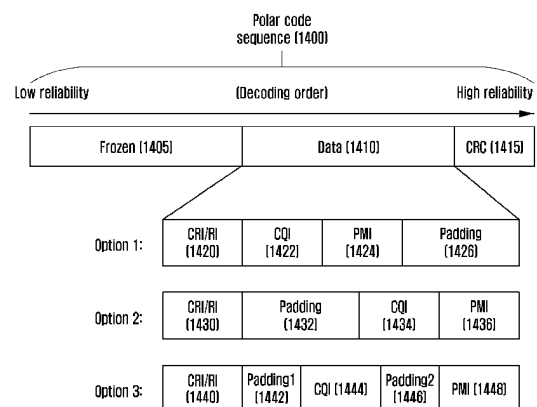 Polar code
sequence (1400)
Low reliability (Decoding order) High reliability
Frozen (1405) Data (1410) CRC (1415)
Option 1: CRI/RI (1420) CQI (1422) PMI (1424) Padding (1426)
Option 2: CRI/RI (1430) Padding (1432) CQI (1434) PMI (1436)
Option 3: CRI/RI (1440) Padding1 (1442) CQI (1444) Padding2 (1446) PMI (1448)